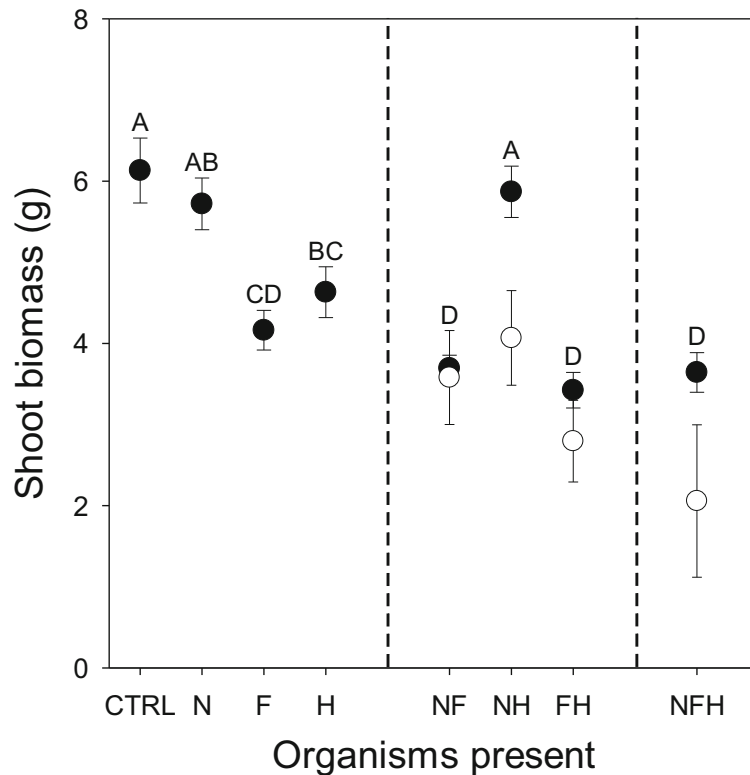 8
6
4
2
0
Shoot biomass (g)
A
AB
CD
BC
D
A
D
D
CTRL N F H NF NH FH NFH
Organisms present